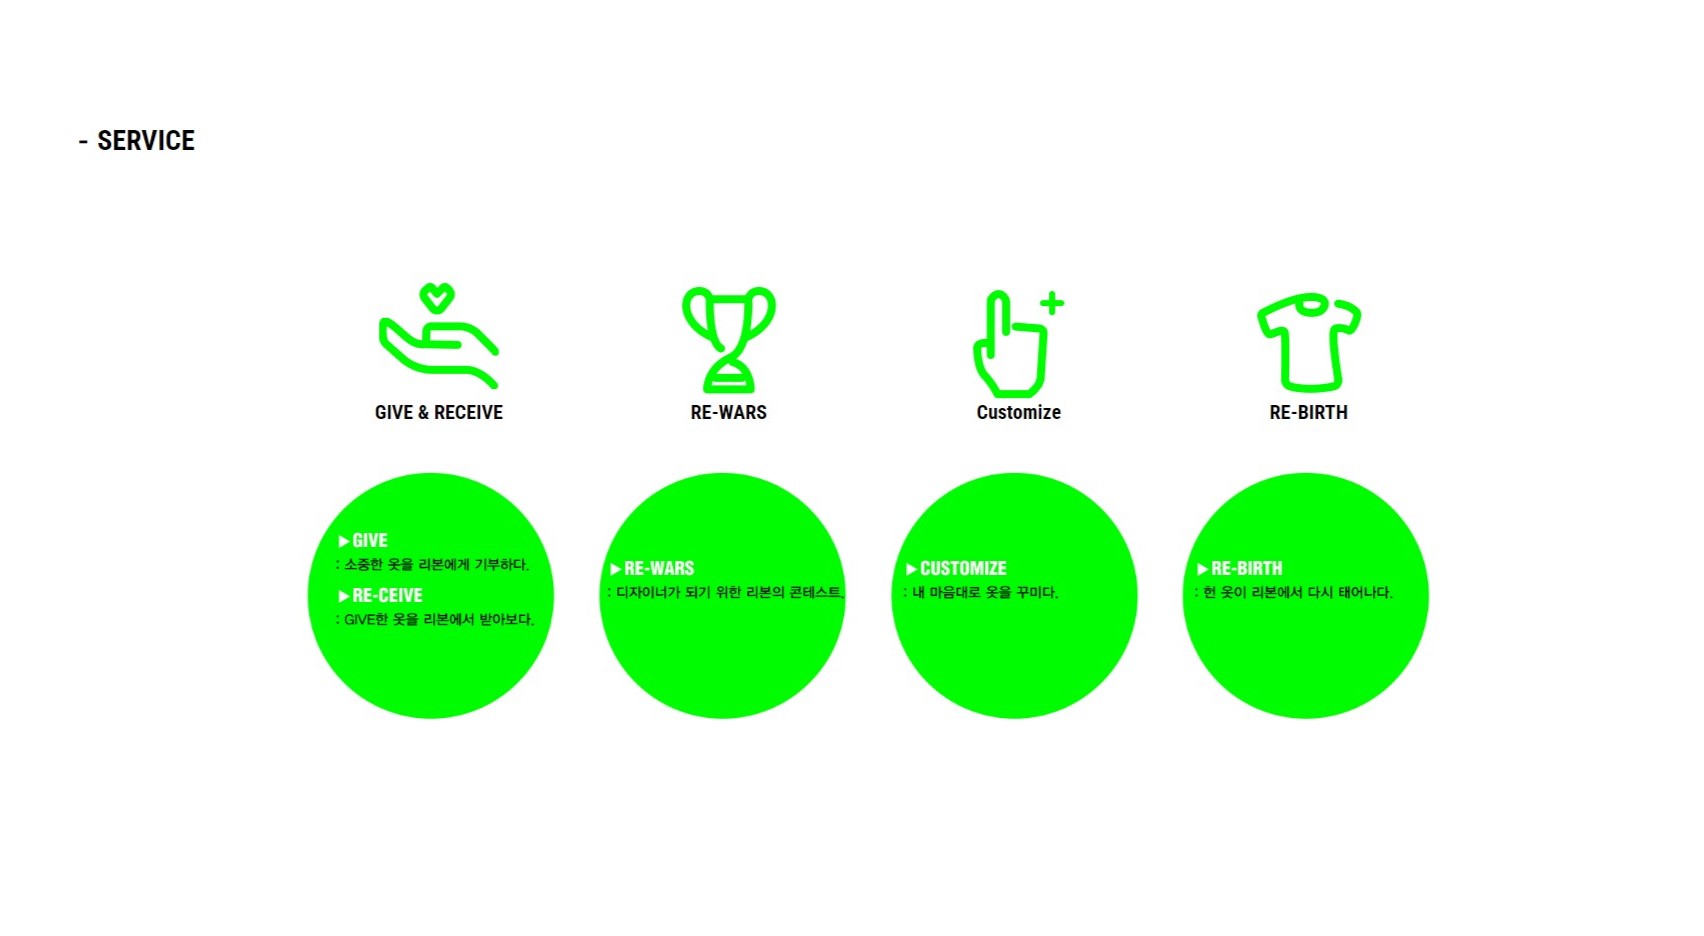 - SERVICE
GIVE & RECEIVE
RE-WARS
Customize
RE-BIRTH
▶GIVE
: 소중한 옷을 리본에게 기부하다.
▶RE-CEIVE
: GIVE한 옷을 리본에서 받아보다.
▶RE-WARS
: 디자이너가 되기 위한 리본의 콘테스트.
▶CUSTOMIZE
: 내 마음대로 옷을 꾸미다.
▶RE-BIRTH
: 헌 옷이 리본에서 다시 태어나다.